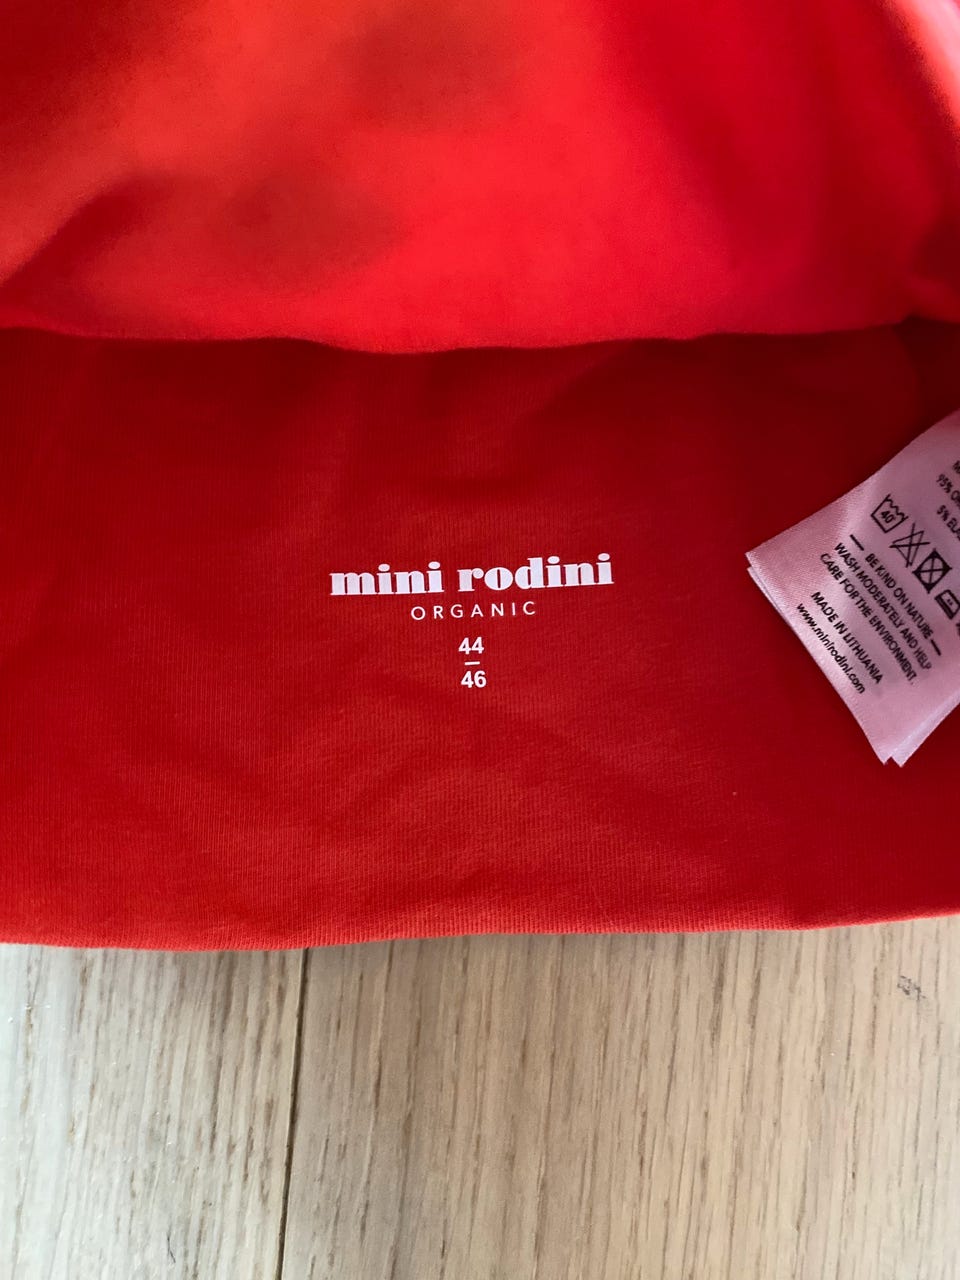 mini rodini
ORGANIC
44
46
95%
5%
40
BE KIND ON NATURE
WASH MODERATELY AND HELP
CARE FOR THE ENVIRONMENT.
MADE IN LITHUANIA
www.minirodini.com